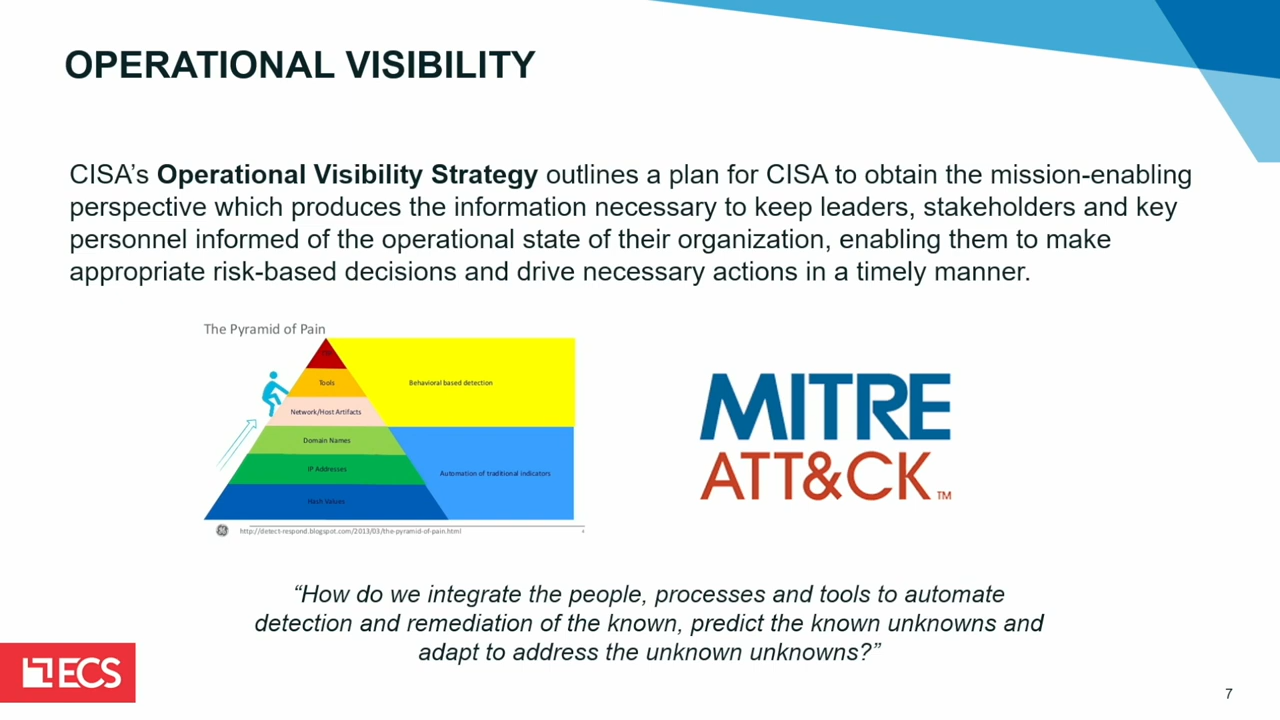 OPERATIONAL VISIBILITY
CISA’s Operational Visibility Strategy outlines a plan for CISA to obtain the mission-enabling
perspective which produces the information necessary to keep leaders, stakeholders and key
personnel informed of the operational state of their organization, enabling them to make
appropriate risk-based decisions and drive necessary actions in a timely manner.
The Pyramid of Pain
Tools
Behavioral based detection
Network/Host Artifacts
Domain Names
IP Addresses
Automation of traditional indicators
Hash Values
http://detect-respond.blogspot.com/2013/03/the-pyramid-of-pain.html
MITRE
ATT&CK™
“How do we integrate the people, processes and tools to automate
detection and remediation of the known, predict the known unknowns and
adapt to address the unknown unknowns?”
ECS
7